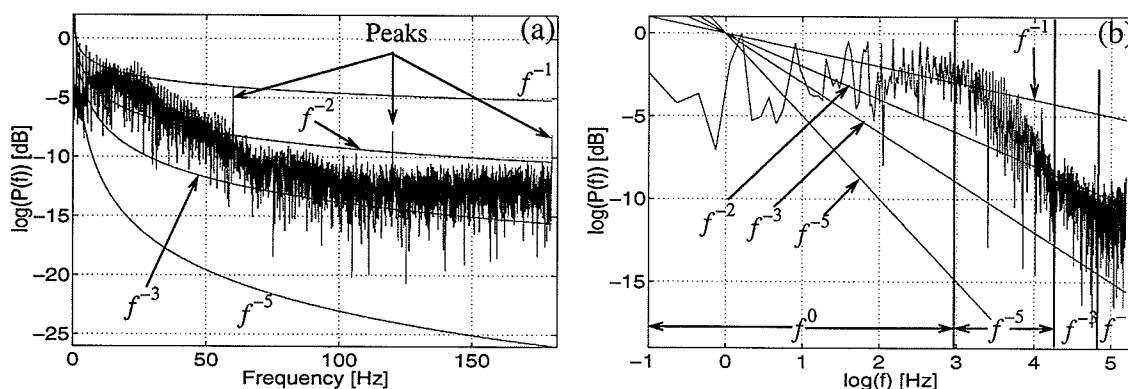 (a)
Peaks
f⁻¹
f⁻²
f⁻³
f⁻⁵
0
−5
−10
−15
−20
−25
log(P(f)) [dB]
0
50
100
150
Frequency [Hz]
(b)
f⁻¹
f⁻²
f⁻³
f⁻⁵
f⁰
f⁻⁵
f⁻³
0
−5
−10
−15
log(P(f)) [dB]
−1
0
1
2
3
4
5
log(f) [Hz]